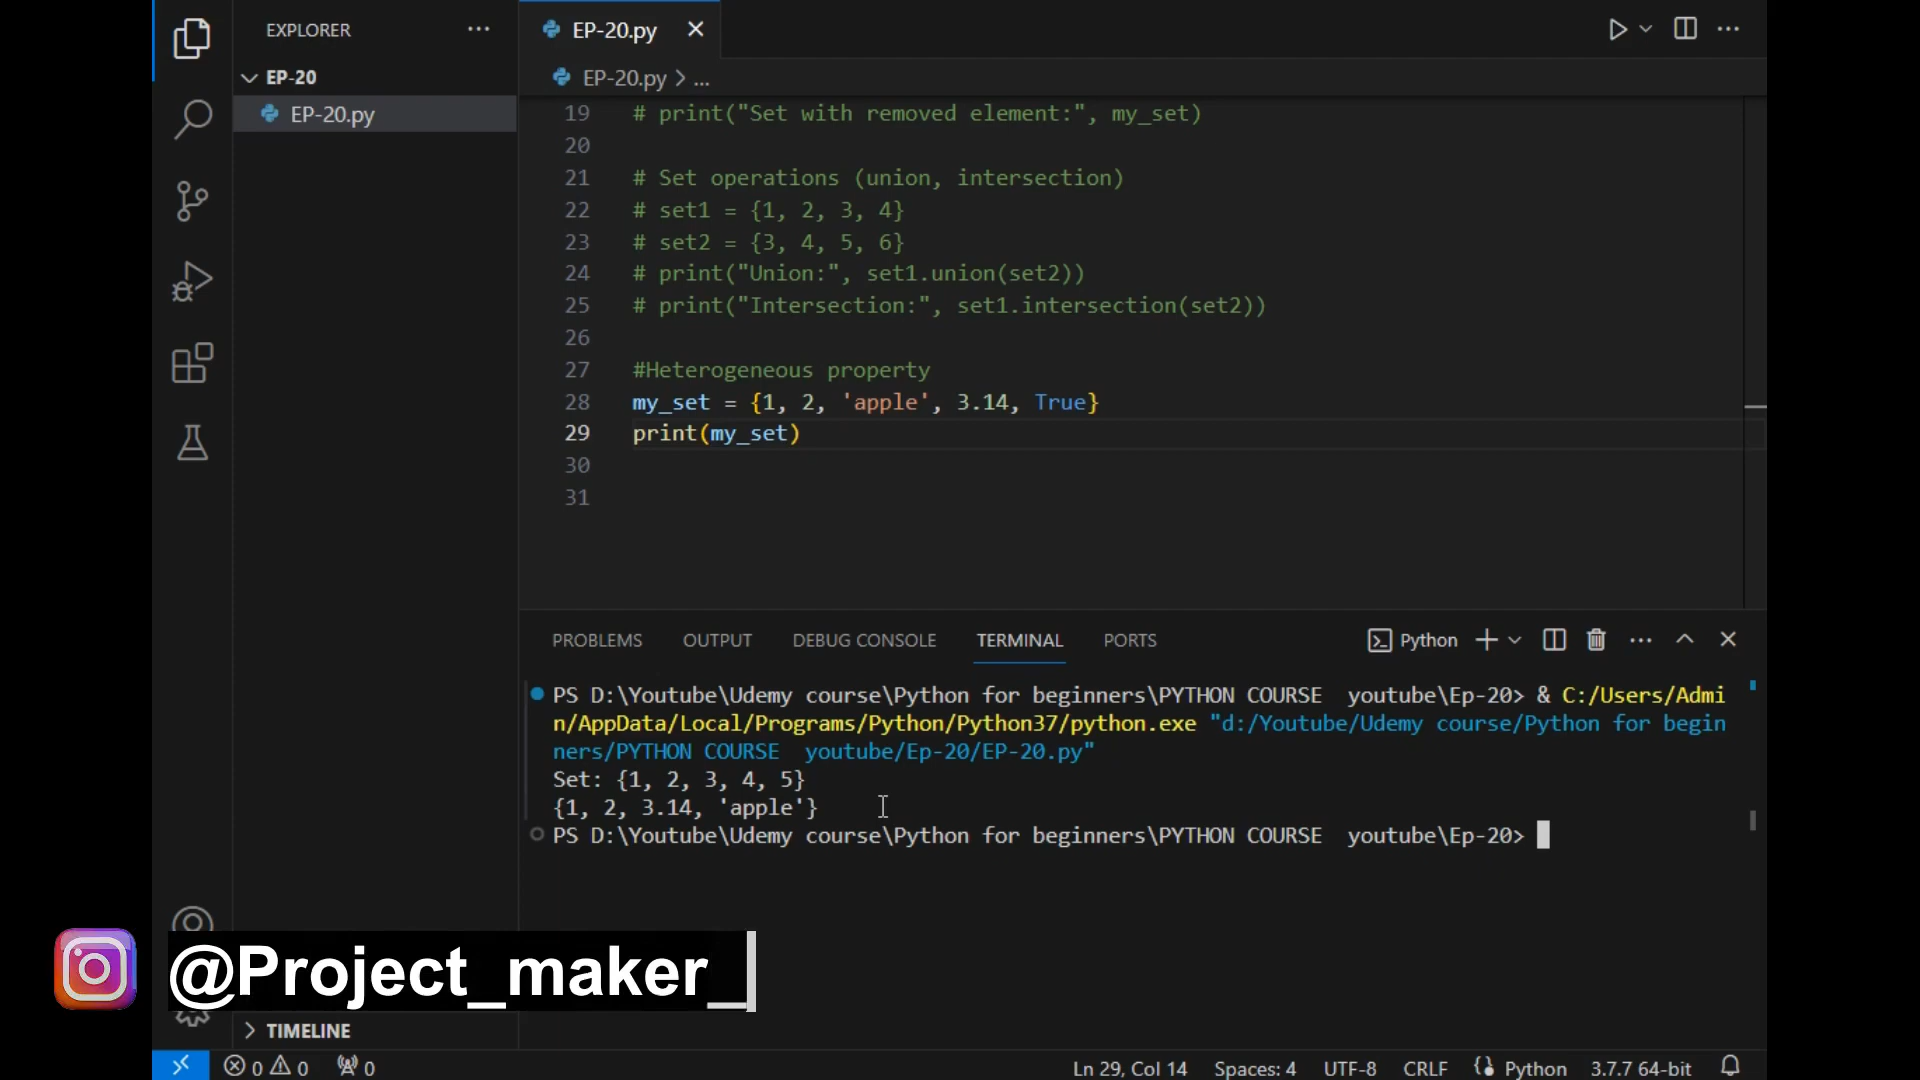 EXPLORER
EP-20.py
EP-20
EP-20.py
EP-20.py > ...
19 # print("Set with removed element:", my_set)
20
21 # Set operations (union, intersection)
22 # set1 = {1, 2, 3, 4}
23 # set2 = {3, 4, 5, 6}
24 # print("Union:", set1.union(set2))
25 # print("Intersection:", set1.intersection(set2))
26
27 #Heterogeneous property
28 my_set = {1, 2, 'apple', 3.14, True}
29 print(my_set)
30
31
PROBLEMS OUTPUT DEBUG CONSOLE TERMINAL PORTS Python
PS D:\Youtube\Udemy course\Python for beginners\PYTHON COURSE  youtube\Ep-20> & C:/Users/Admi
n/AppData/Local/Programs/Python/Python37/python.exe "d:/Youtube/Udemy course/Python for begin
ners/PYTHON COURSE  youtube/Ep-20/EP-20.py"
Set: {1, 2, 3, 4, 5}
{1, 2, 3.14, 'apple'}
PS D:\Youtube\Udemy course\Python for beginners\PYTHON COURSE  youtube\Ep-20>
@Project_maker_
TIMELINE
0 0 0 Ln 29, Col 14 Spaces: 4 UTF-8 CRLF Python 3.7.7 64-bit